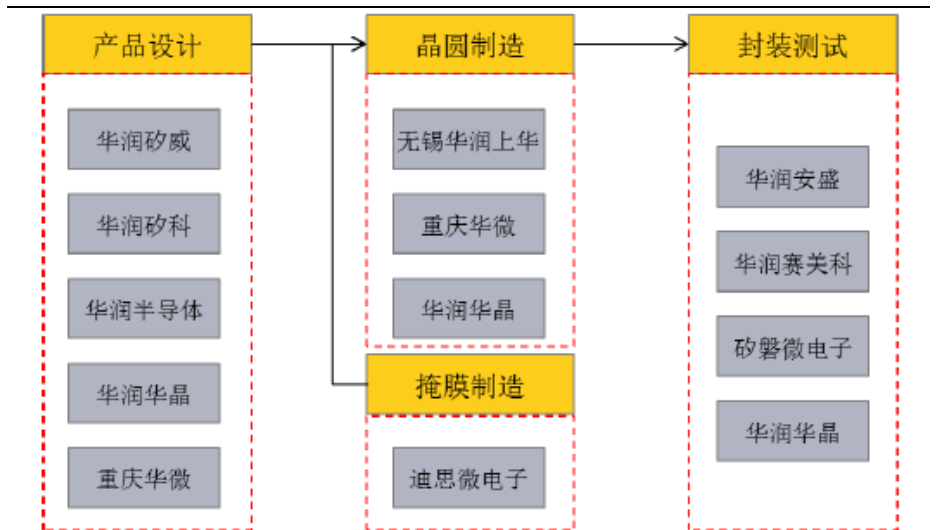 产品设计
华润矽威
华润矽科
华润半导体
华润华晶
重庆华微
晶圆制造
无锡华润上华
重庆华微
华润华晶
掩膜制造
迪思微电子
封装测试
华润安盛
华润赛美科
矽磐微电子
华润华晶